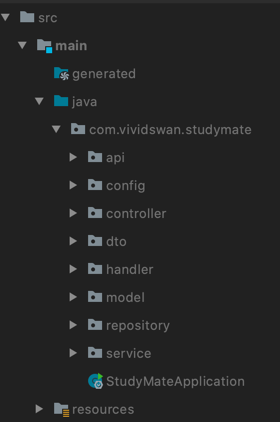 src
main
generated
java
com.vividswan.studymate
api
config
controller
dto
handler
model
repository
service
StudyMateApplication
resources